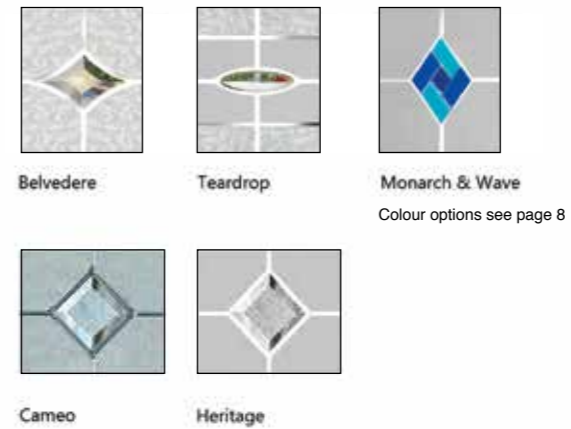 Belvedere
Teardrop
Monarch & Wave
Colour options see page 8
Cameo
Heritage